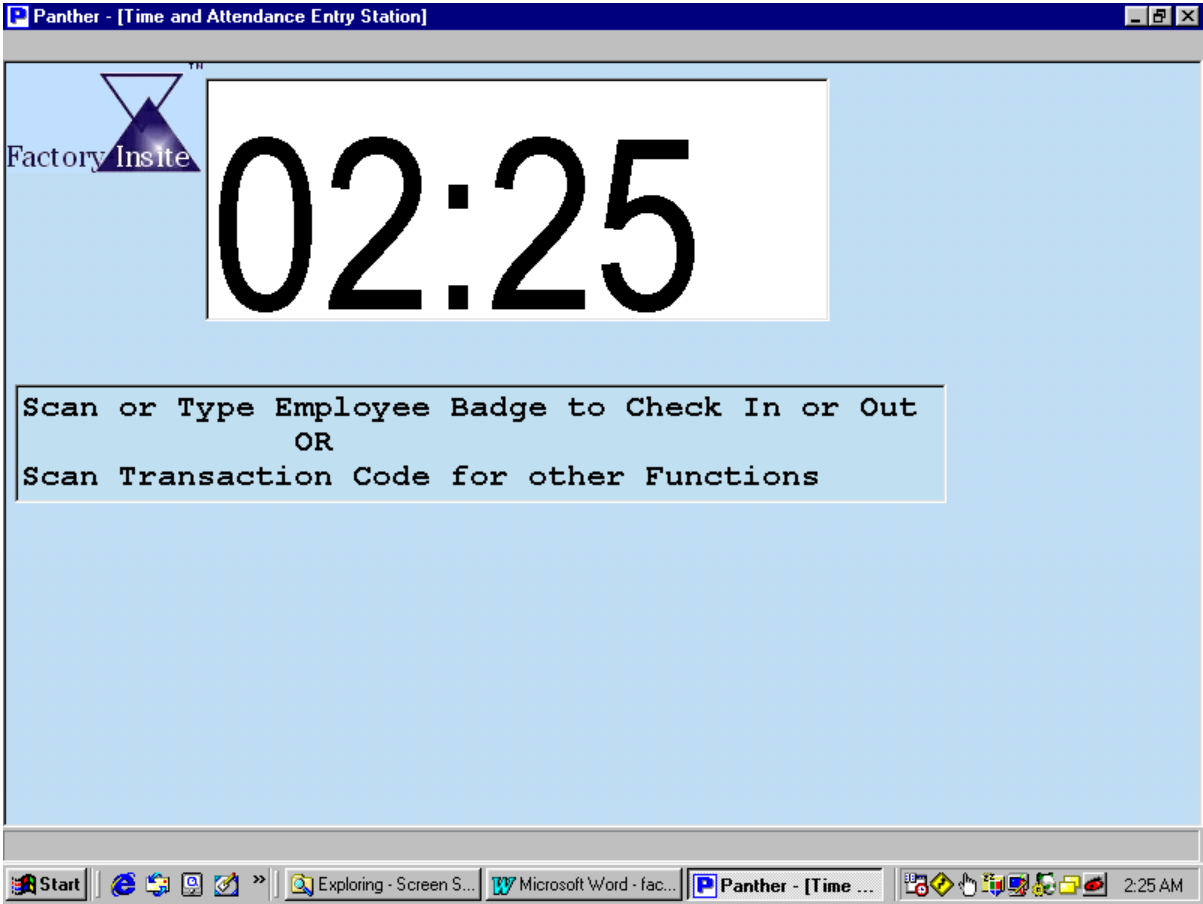 Panther - [Time and Attendance Entry Station]
TM
Factory Insite
02:25
Scan or Type Employee Badge to Check In or Out
OR
Scan Transaction Code for other Functions
Start
»
Exploring - Screen S...
Microsoft Word - fac...
Panther - [Time ...
2:25 AM